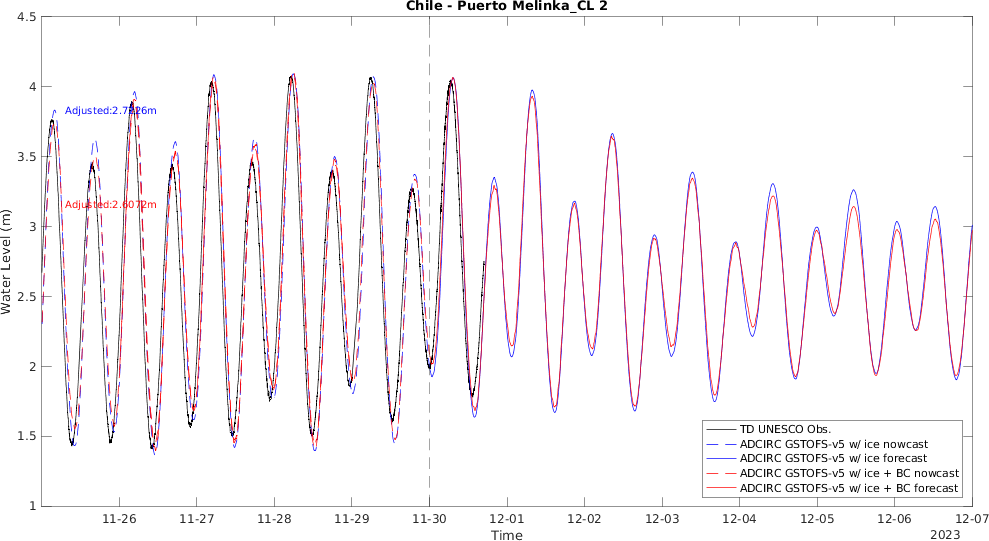 Chile - Puerto Melinka_CL 2
4.5
4
3.5
3
2.5
2
1.5
1
Water Level (m)
Adjusted:2.6072m
TD UNESCO Obs.
ADCIRC GSTOFS-v5 w/ ice nowcast
ADCIRC GSTOFS-v5 w/ ice forecast
ADCIRC GSTOFS-v5 w/ ice + BC nowcast
ADCIRC GSTOFS-v5 w/ ice + BC forecast
11-26
11-27
11-28
11-29
11-30
12-01
12-02
12-03
12-04
12-05
12-06
12-07
Time
2023